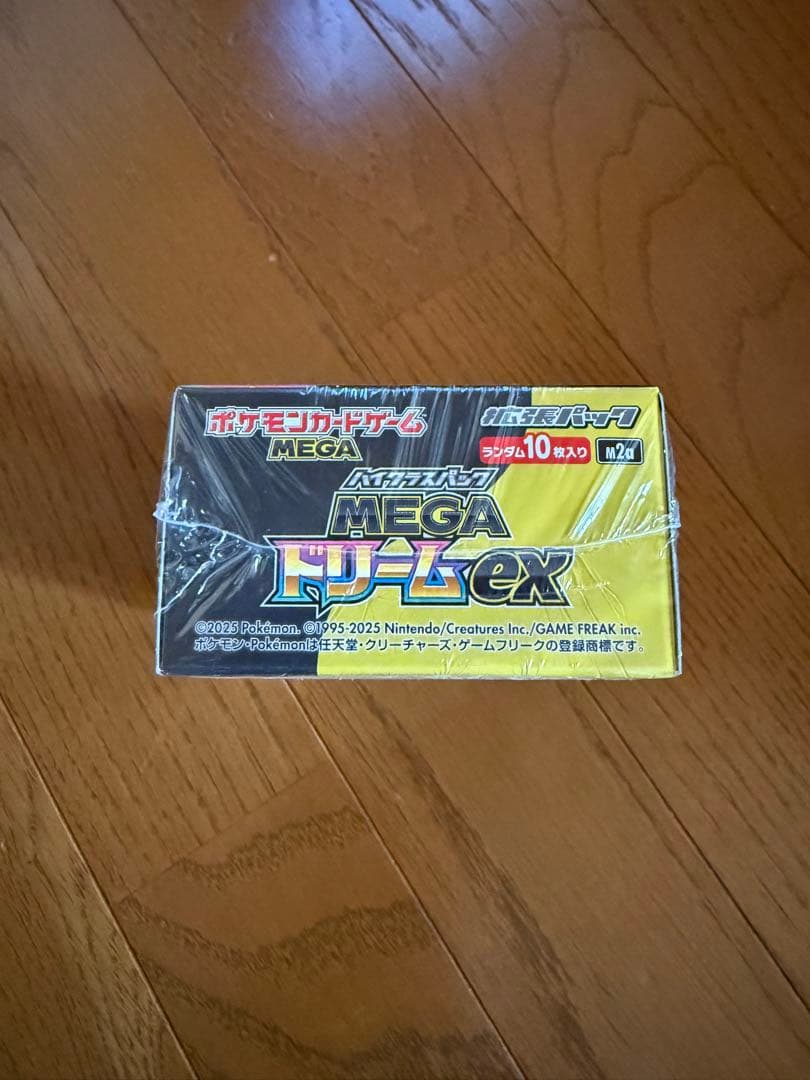 ポケモンカードゲーム
MEGA
拡張パック
ランダム10枚入り M2a
ハイクラスパック
MEGA
ドリームex
©2025 Pokémon. ©1995-2025 Nintendo/Creatures Inc./GAME FREAK inc.
ポケモン・Pokémonは任天堂・クリーチャーズ・ゲームフリークの登録商標です。